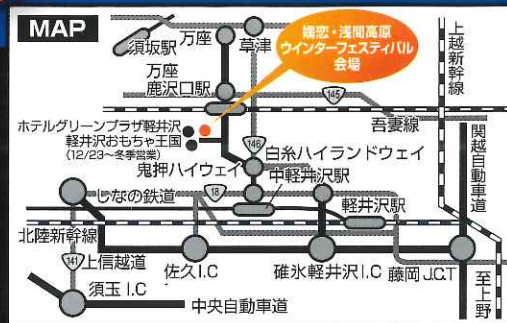 MAP
須坂駅
万座
草津
嬬恋・浅間高原
ウインターフェスティバル
会場
上越新幹線
万座
鹿沢口駅
145
吾妻線
関越自動車道
ホテルグリーンプラザ軽井沢
軽井沢おもちゃ王国
(12/23〜冬季営業)
146
白糸ハイランドウェイ
鬼押ハイウェイ
中軽井沢駅
しなの鉄道
18
軽井沢駅
北陸新幹線
141
上信越道
佐久I.C
碓氷軽井沢I.C
藤岡J.C.T
至上野
須玉I.C
中央自動車道